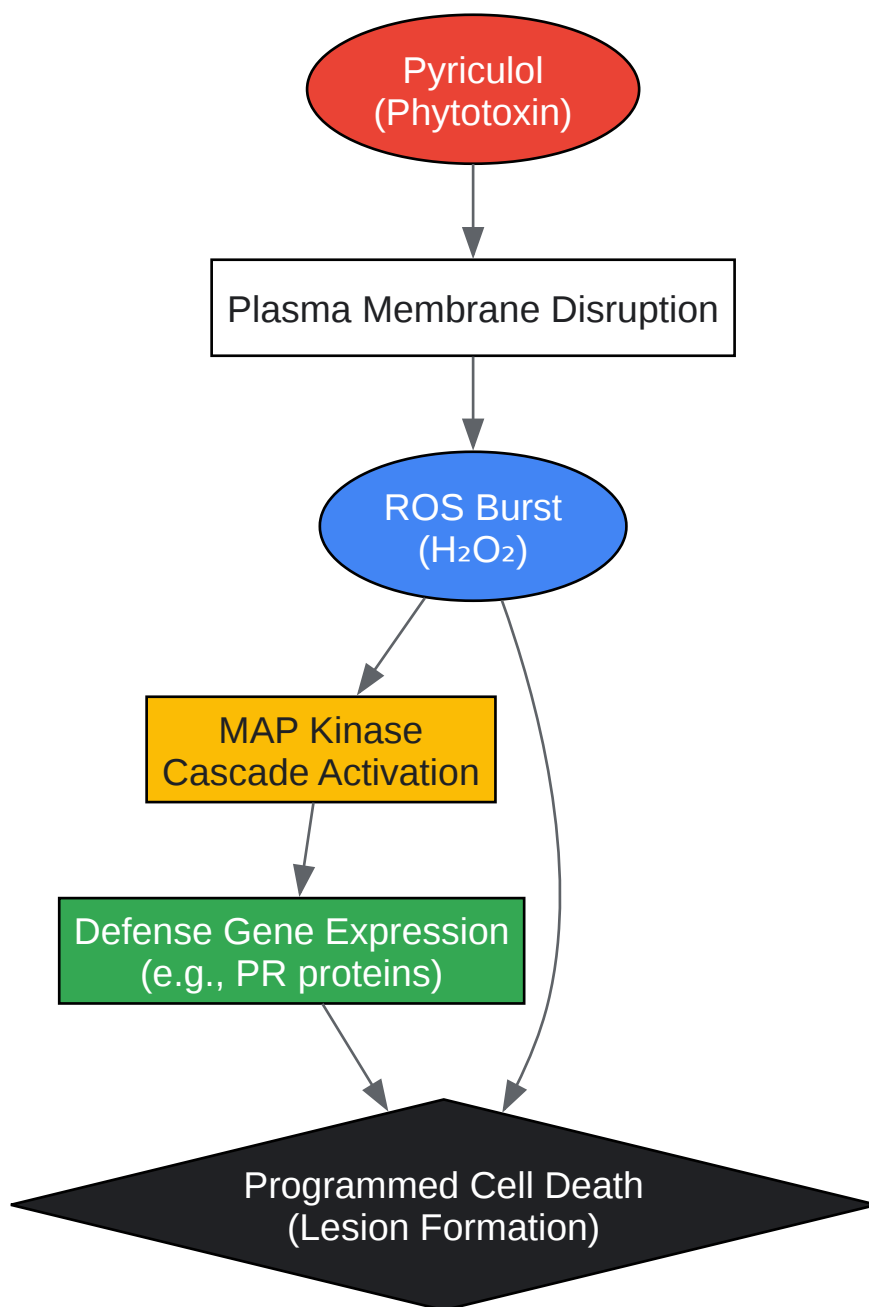 Pyriculol
(Phytotoxin)
Plasma Membrane Disruption
ROS Burst
(H₂O₂)
MAP Kinase
Cascade Activation
Defense Gene Expression
(e.g., PR proteins)
Programmed Cell Death
(Lesion Formation)